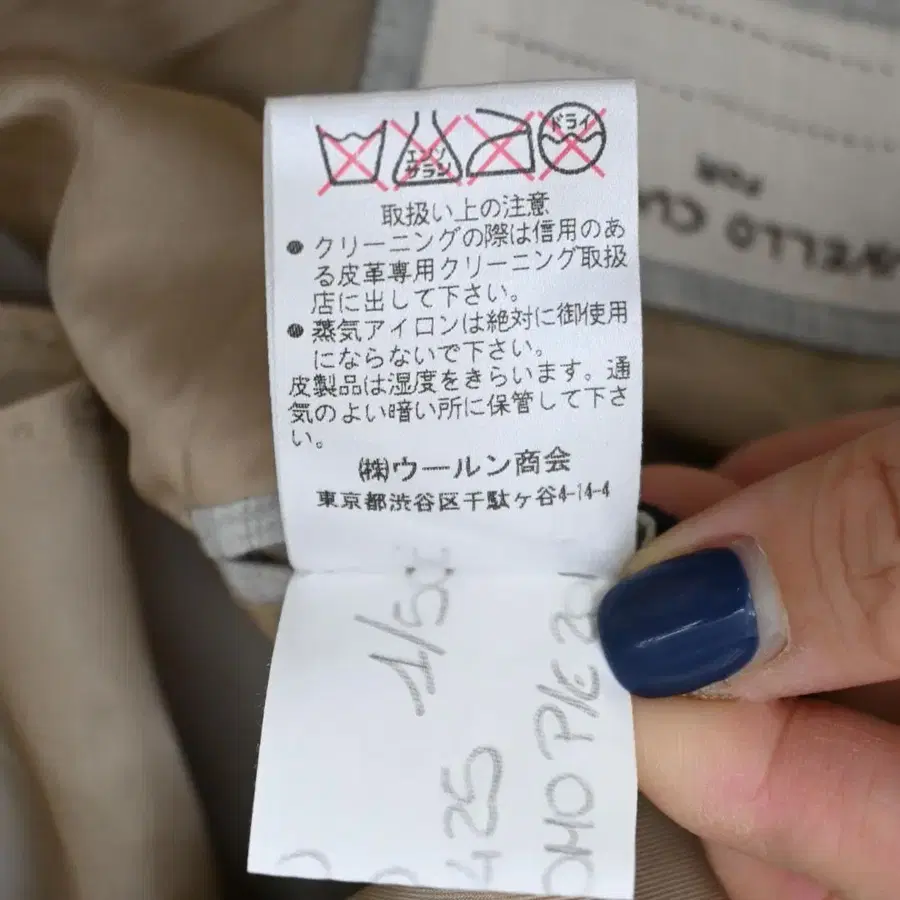 エンソ
サラシ
ドライ
取扱い上の注意
● クリーニングの際は信用のあ
る皮革専用クリーニング取扱
店に出して下さい。
● 蒸気アイロンは絶対に御使用
にならないで下さい。
皮製品は湿度をきらいます。通
気のよい暗い所に保管して下さ
い。
㈱ウールン商会
東京都渋谷区千駄ケ谷4-14-4
FOR
425
P/E